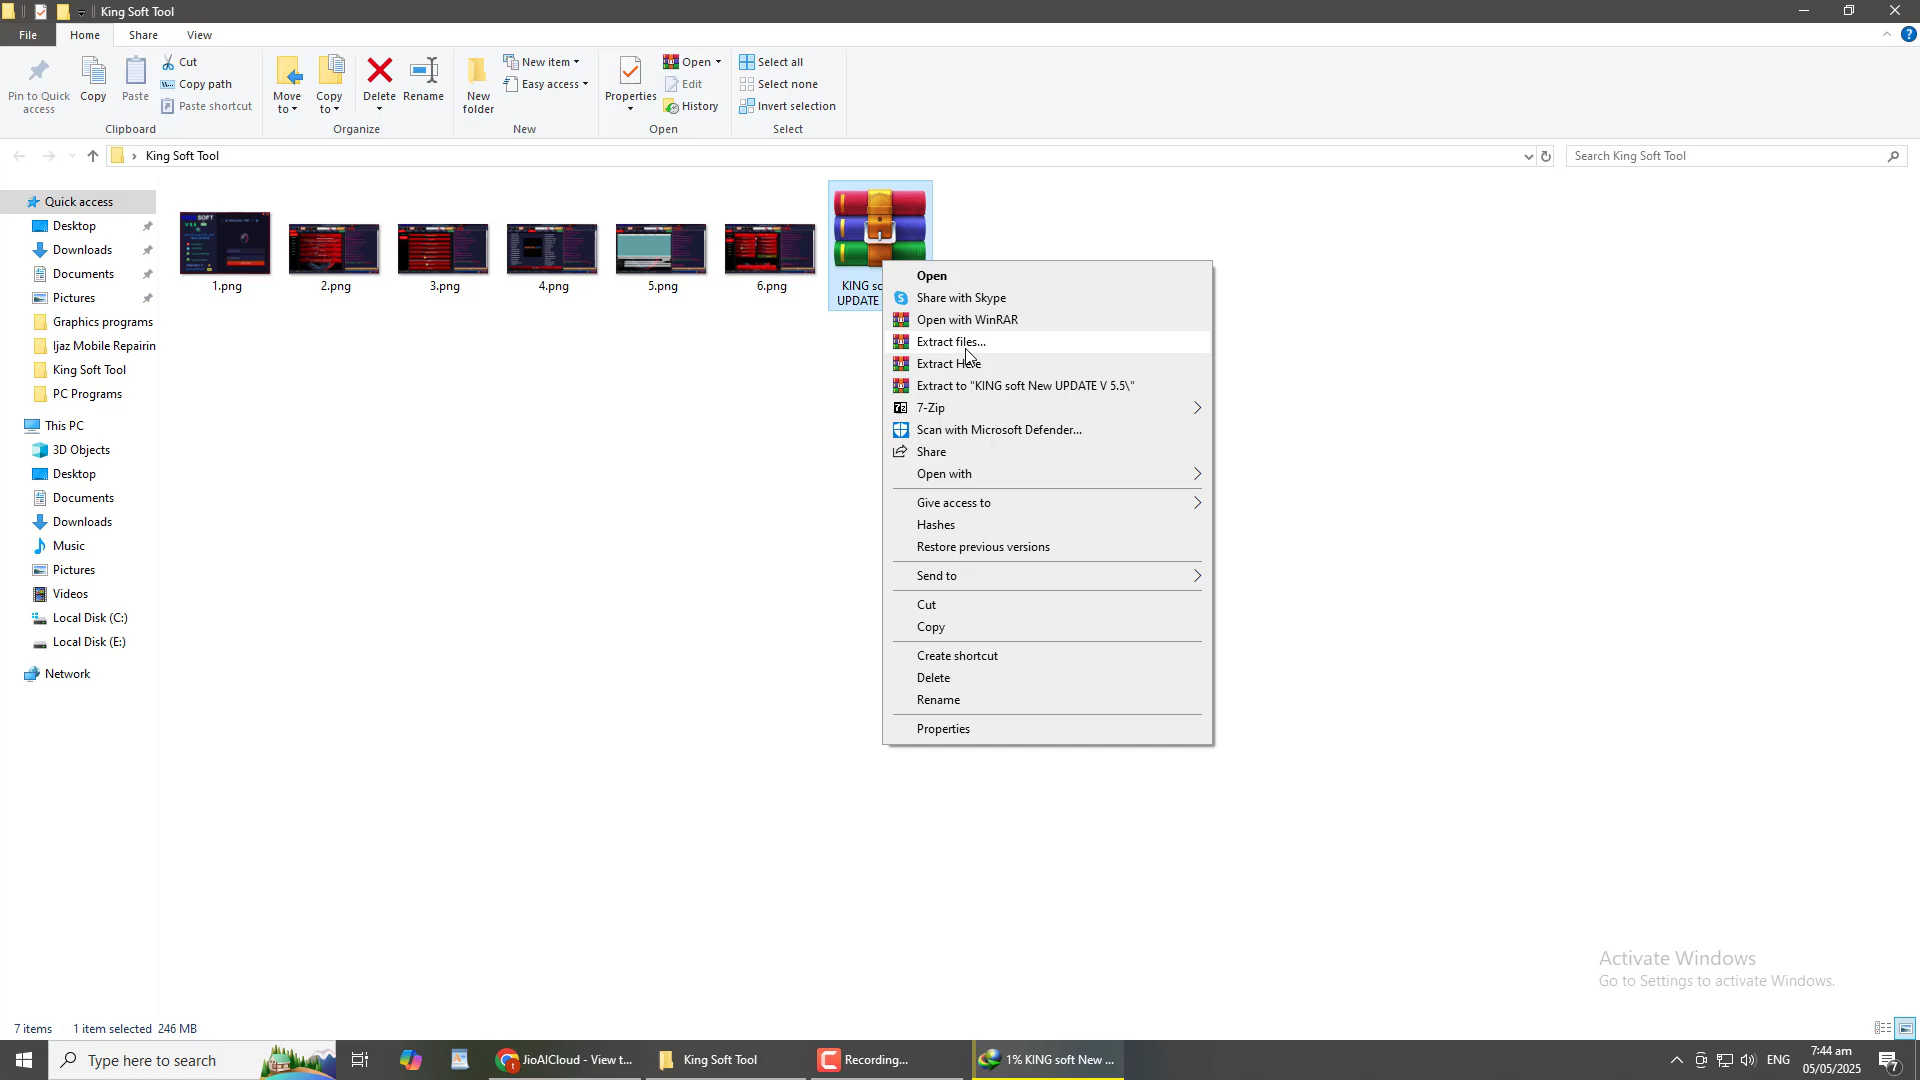 King Soft Tool
File
Home
Share
View
Pin to Quick access
Copy
Paste
Cut
Copy path
Paste shortcut
Clipboard
Move to
Copy to
Delete
Rename
Organize
New folder
New item
Easy access
New
Properties
Open
Edit
History
Open
Select all
Select none
Invert selection
Select
King Soft Tool
Search King Soft Tool
Quick access
Desktop
Downloads
Documents
Pictures
Graphics programs
Ijaz Mobile Repairin
King Soft Tool
PC Programs
This PC
3D Objects
Desktop
Documents
Downloads
Music
Pictures
Videos
Local Disk (C:)
Local Disk (E:)
Network
1.png
2.png
3.png
4.png
5.png
6.png
KING so
UPDATE
Open
Share with Skype
Open with WinRAR
Extract files...
Extract Here
Extract to "KING soft New UPDATE V 5.5\"
7-Zip
Scan with Microsoft Defender...
Share
Open with
Give access to
Hashes
Restore previous versions
Send to
Cut
Copy
Create shortcut
Delete
Rename
Properties
Activate Windows
Go to Settings to activate Windows.
7 items
1 item selected 246 MB
Type here to search
JioAICloud - View t...
King Soft Tool
Recording...
1% KING soft New ...
ENG
7:44 am
05/05/2025
7